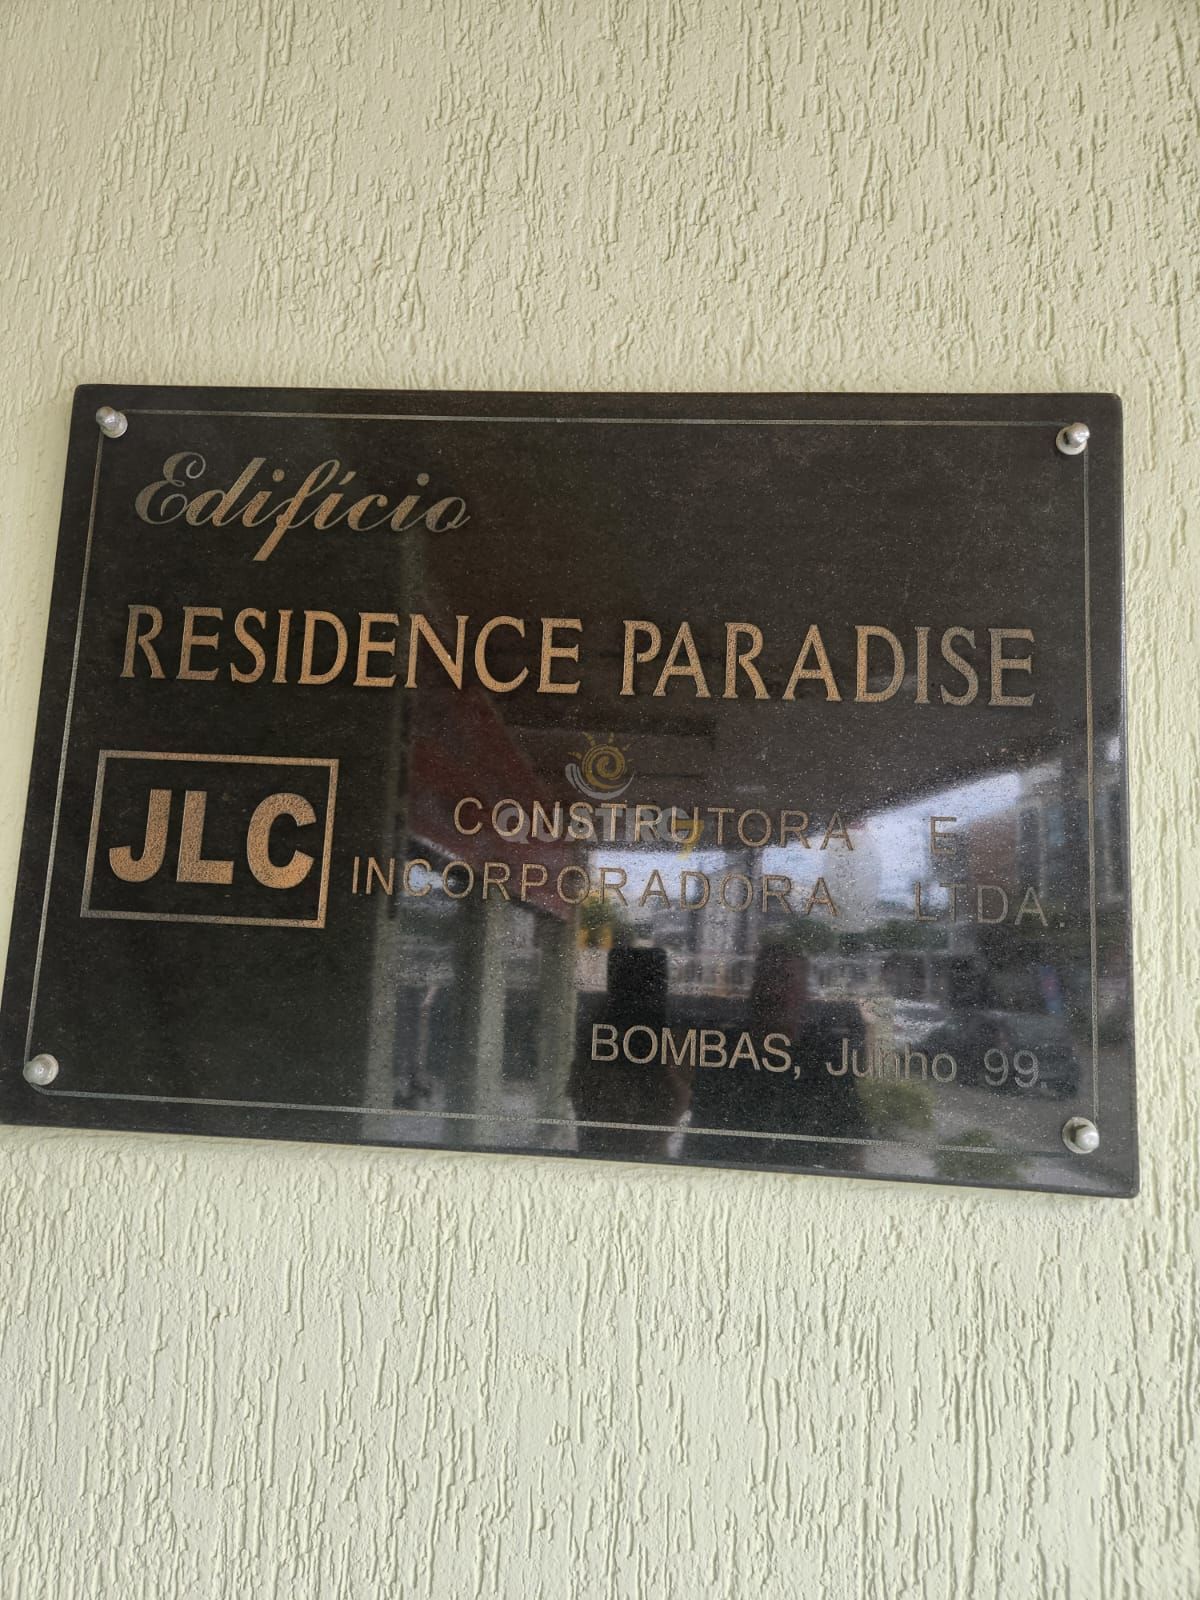 Edifício
RESIDENCE PARADISE
JLC
CONSTRUTORA E
INCORPORADORA LTDA.
BOMBAS, Junho 99.